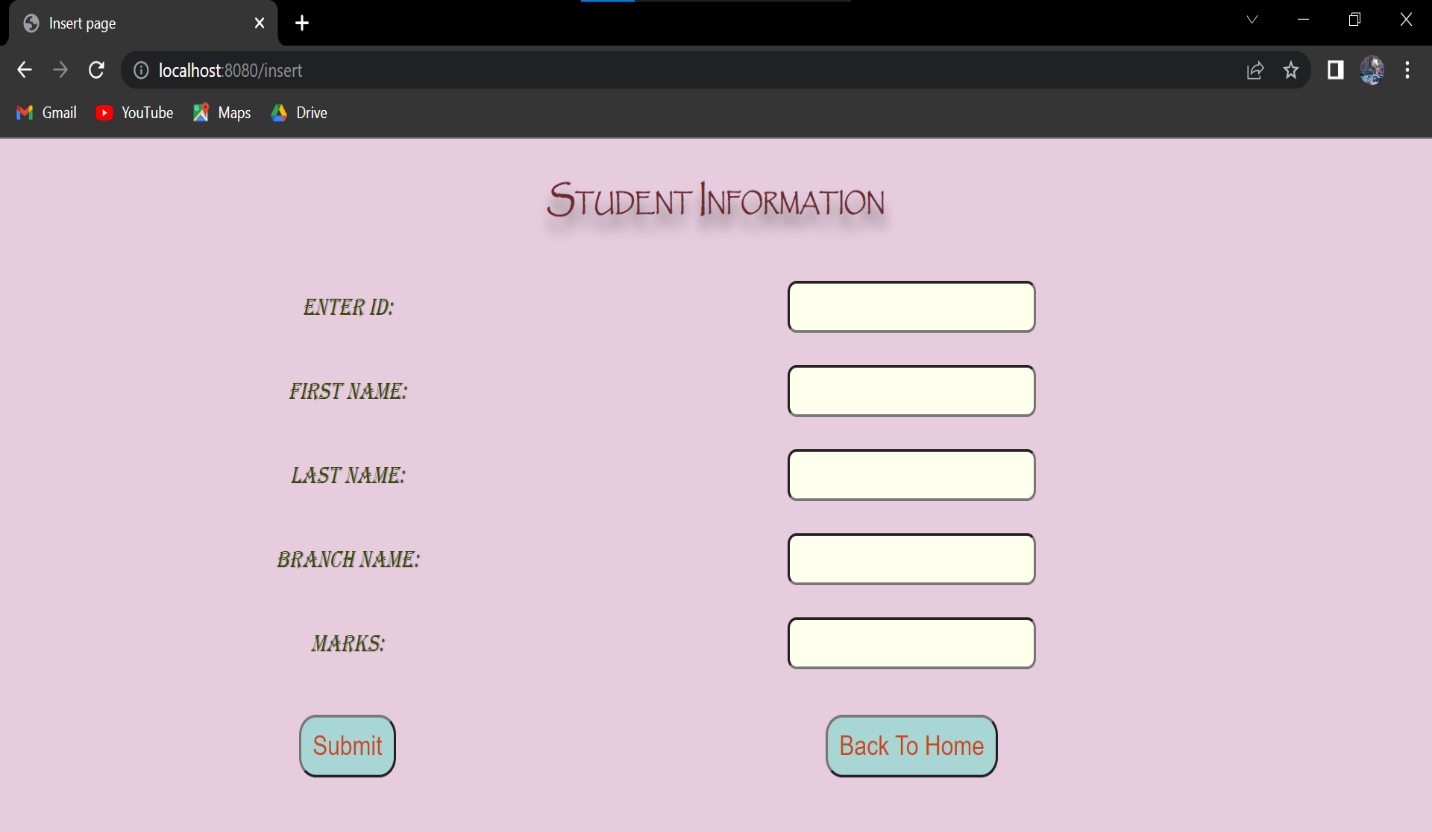 Insert page
localhost:8080/insert
Gmail YouTube Maps Drive
STUDENT INFORMATION
ENTER ID:
FIRST NAME:
LAST NAME:
BRANCH NAME:
MARKS:
Submit Back To Home